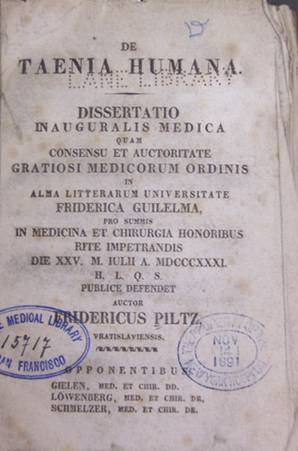 DE
TAENIA HUMANA.
LANE LIBRARY
DISSERTATIO
INAUGURALIS MEDICA
QUAM
CONSENSU ET AUCTORITATE
GRATIOSI MEDICORUM ORDINIS
IN
ALMA LITTERARUM UNIVERSITATE
FRIDERICA GUILELMA,
PRO SUMMIS
IN MEDICINA ET CHIRURGIA HONORIBUS
RITE IMPETRANDIS
DIE XXV. M. IULII A. MDCCCXXXI.
H. L. Q. S.
PUBLICE DEFENDET
AUCTOR
FRIDERICUS PILTZ,
VRATISLAVIENSIS.
E MEDICAL LIBRARY
15717
AN FRANCISCO
NOV
1891
OPPONENTIBUS
GIELEN, MED. ET CHIR. DD.
LÖWENBERG, MED. ET CHIR. DR.
SCHMELZER, MED. ET CHIR. DR.